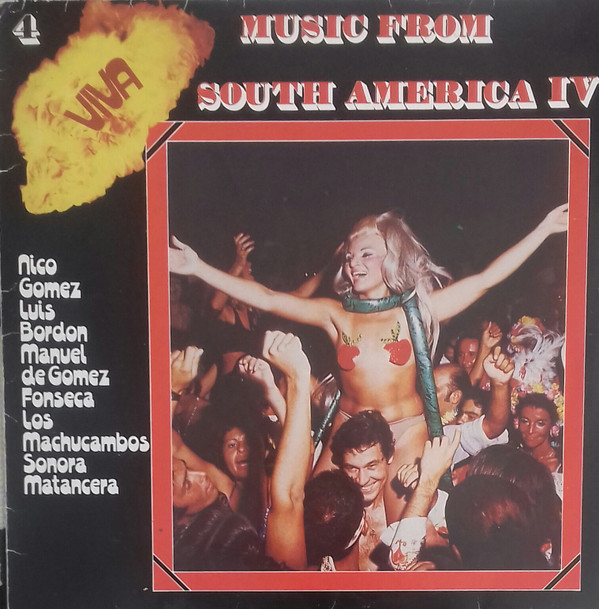 4
VIVA
MUSIC FROM
SOUTH AMERICA IV
Nico
Gomez
Luis
Bordon
Manuel
de Gomez
Fonseca
Los
Machucambos
Sonora
Matancera